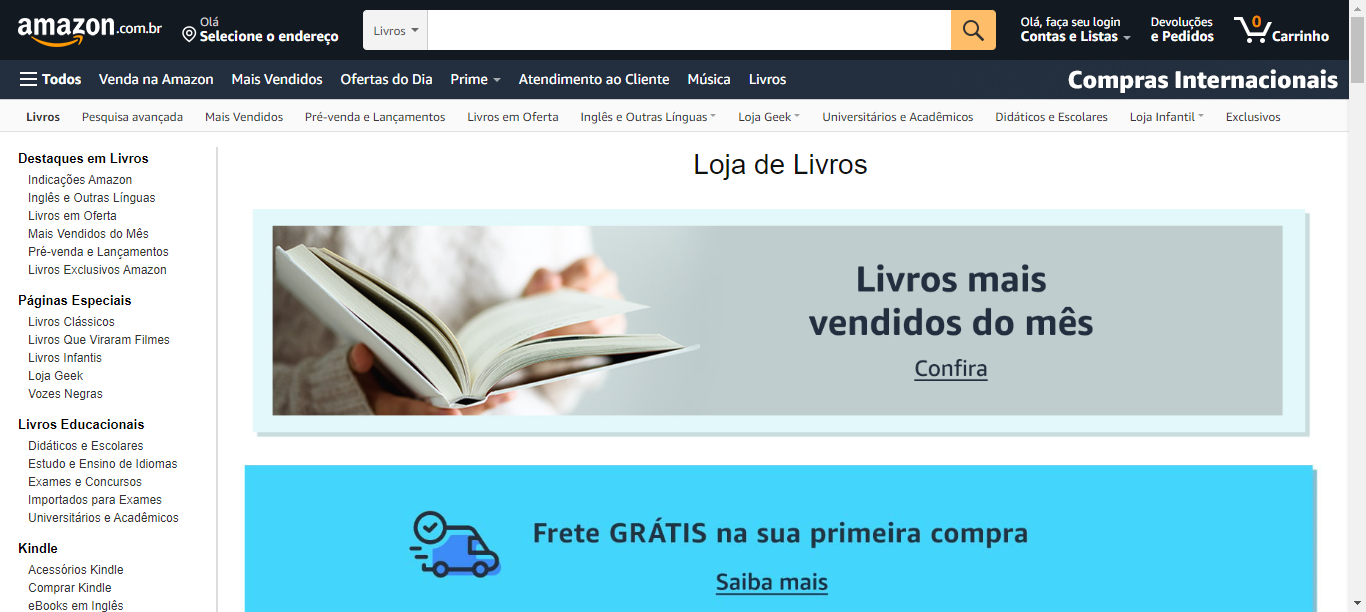 amazon.com.br
Olá
Selecione o endereço
Livros
Olá, faça seu login
Contas e Listas
Devoluções
e Pedidos
0
Carrinho
Todos
Venda na Amazon
Mais Vendidos
Ofertas do Dia
Prime
Atendimento ao Cliente
Música
Livros
Compras Internacionais
Livros
Pesquisa avançada
Mais Vendidos
Pré-venda e Lançamentos
Livros em Oferta
Inglês e Outras Línguas
Loja Geek
Universitários e Acadêmicos
Didáticos e Escolares
Loja Infantil
Exclusivos
Destaques em Livros
Indicações Amazon
Inglês e Outras Línguas
Livros em Oferta
Mais Vendidos do Mês
Pré-venda e Lançamentos
Livros Exclusivos Amazon
Páginas Especiais
Livros Clássicos
Livros Que Viraram Filmes
Livros Infantis
Loja Geek
Vozes Negras
Livros Educacionais
Didáticos e Escolares
Estudo e Ensino de Idiomas
Exames e Concursos
Importados para Exames
Universitários e Acadêmicos
Kindle
Acessórios Kindle
Comprar Kindle
eBooks em Inglês
Loja de Livros
Livros mais
vendidos do mês
Confira
Frete GRÁTIS na sua primeira compra
Saiba mais